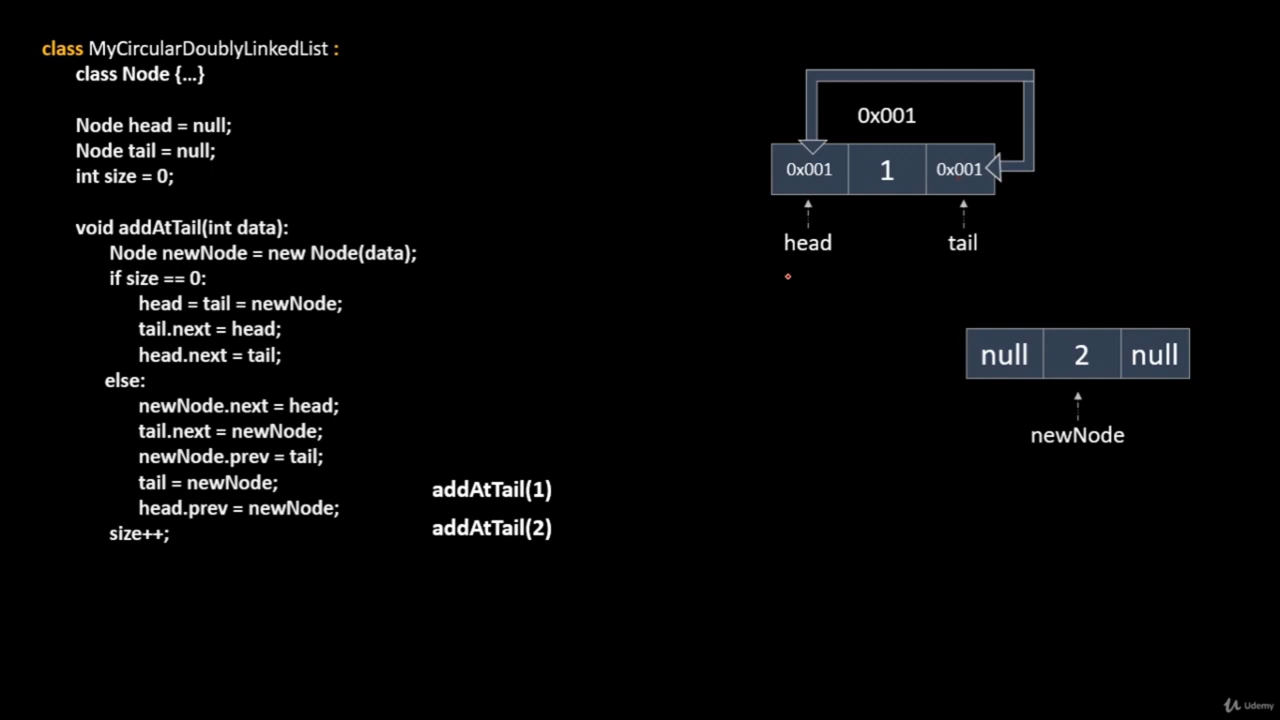 class MyCircularDoublyLinkedList :
class Node {...}
Node head = null;
Node tail = null;
int size = 0;
void addAtTail(int data):
Node newNode = new Node(data);
if size == 0:
head = tail = newNode;
tail.next = head;
head.next = tail;
else:
newNode.next = head;
tail.next = newNode;
newNode.prev = tail;
tail = newNode;
head.prev = newNode;
size++;
addAtTail(1)
addAtTail(2)
0x001
0x001 1 0x001
head tail
null 2 null
newNode
Udemy